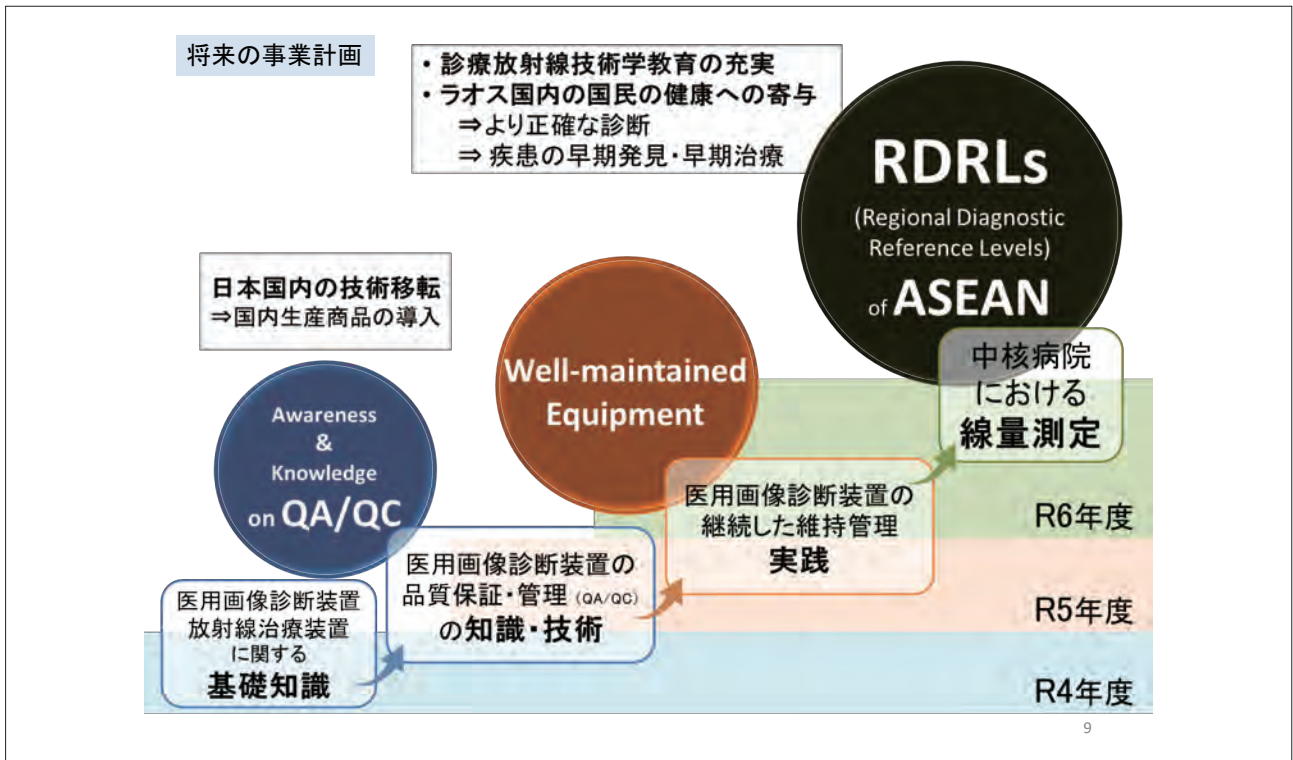 将来の事業計画
・診療放射線技術学教育の充実
・ラオス国内の国民の健康への寄与
⇒より正確な診断
⇒ 疾患の早期発見・早期治療
RDRLs
(Regional Diagnostic
Reference Levels)
of ASEAN
日本国内の技術移転
⇒国内生産商品の導入
Well-maintained
Equipment
Awareness
&
Knowledge
on QA/QC
中核病院
における
線量測定
医用画像診断装置の
継続した維持管理
実践
R6年度
医用画像診断装置の
品質保証・管理 (QA/QC)
の知識・技術
R5年度
医用画像診断装置
放射線治療装置
に関する
基礎知識
R4年度
9